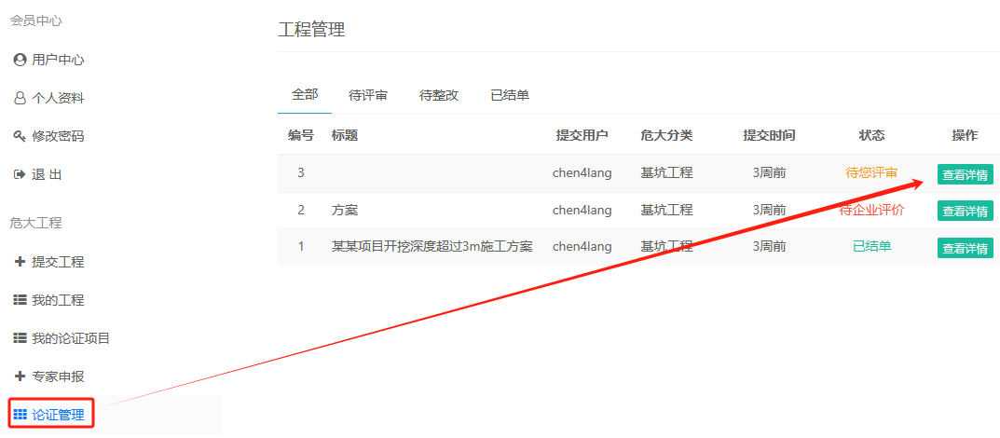 会员中心
用户中心
个人资料
修改密码
退 出
危大工程
提交工程
我的工程
我的论证项目
专家申报
论证管理
工程管理
全部 待评审 待整改 已结单
编号 标题 提交用户 危大分类 提交时间 状态 操作
3 chen4lang 基坑工程 3周前 待您评审 查看详情
2 方案 chen4lang 基坑工程 3周前 待企业评价 查看详情
1 某某项目开挖深度超过3m施工方案 chen4lang 基坑工程 3周前 已结单 查看详情